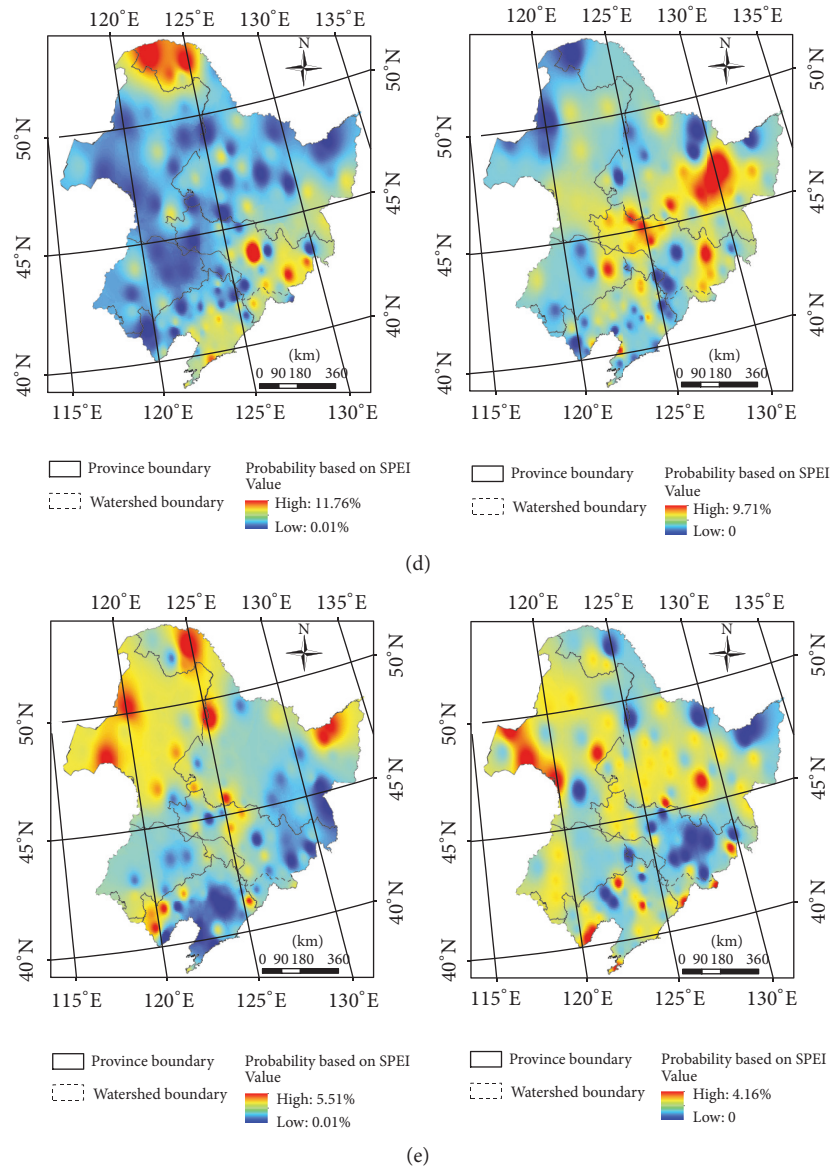 120°E 125°E 130°E 135°E
N
50°N
50°N
45°N
45°N
40°N
40°N
(km)
0 90 180 360
115°E 120°E 125°E 130°E
Province boundary
Watershed boundary
Probability based on SPEI
Value
High: 11.76%
Low: 0.01%
120°E 125°E 130°E 135°E
N
50°N
50°N
45°N
45°N
40°N
40°N
(km)
0 90 180 360
115°E 120°E 125°E 130°E
Province boundary
Watershed boundary
Probability based on SPEI
Value
High: 9.71%
Low: 0
(d)
120°E 125°E 130°E 135°E
N
50°N
50°N
45°N
45°N
40°N
40°N
(km)
0 90 180 360
115°E 120°E 125°E 130°E
Province boundary
Watershed boundary
Probability based on SPEI
Value
High: 5.51%
Low: 0.01%
120°E 125°E 130°E 135°E
N
50°N
50°N
45°N
45°N
40°N
40°N
(km)
0 90 180 360
115°E 120°E 125°E 130°E
Province boundary
Watershed boundary
Probability based on SPEI
Value
High: 4.16%
Low: 0
(e)